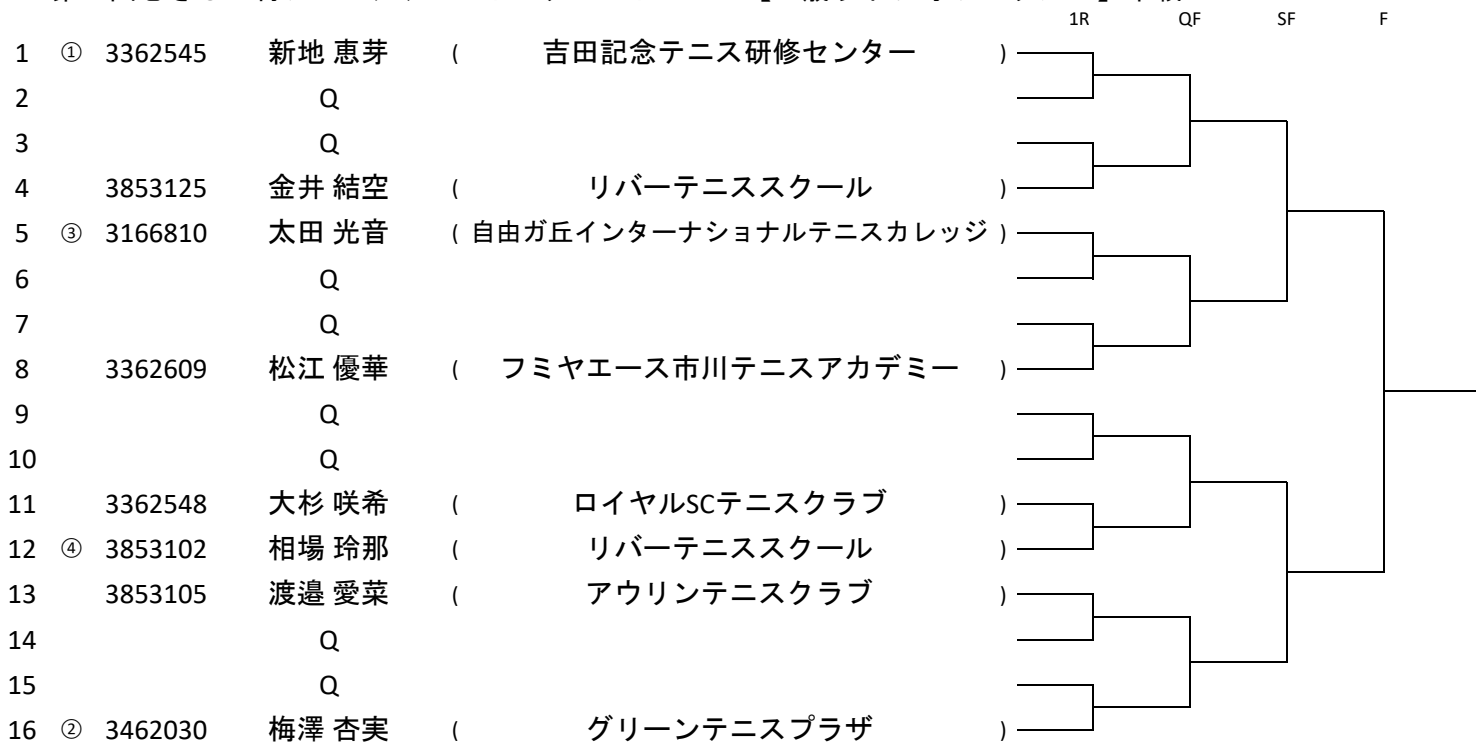 1R QF SF F
1 ① 3362545 新地 恵芽 ( 吉田記念テニス研修センター )
2 Q
3 Q
4 3853125 金井 結空 ( リバーテニススクール )
5 ③ 3166810 太田 光音 ( 自由ガ丘インターナショナルテニスカレッジ )
6 Q
7 Q
8 3362609 松江 優華 ( フミヤエース市川テニスアカデミー )
9 Q
10 Q
11 3362548 大杉 咲希 ( ロイヤルSCテニスクラブ )
12 ④ 3853102 相場 玲那 ( リバーテニススクール )
13 3853105 渡邉 愛菜 ( アウリンテニスクラブ )
14 Q
15 Q
16 ② 3462030 梅澤 杏実 ( グリーンテニスプラザ )